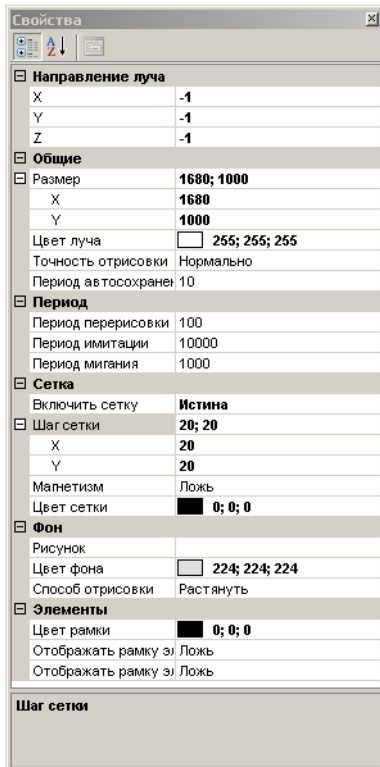 Свойства
Направление луча
X -1
Y -1
Z -1
Общие
Размер 1680; 1000
X 1680
Y 1000
Цвет луча 255; 255; 255
Точность отрисовки Нормально
Период автосохранен 10
Период
Период перерисовки 100
Период имитации 10000
Период мигания 1000
Сетка
Включить сетку Истина
Шаг сетки 20; 20
X 20
Y 20
Магнетизм Ложь
Цвет сетки 0; 0; 0
Фон
Рисунок
Цвет фона 224; 224; 224
Способ отрисовки Растянуть
Элементы
Цвет рамки 0; 0; 0
Отображать рамку эл Ложь
Отображать рамку эл Ложь
Шаг сетки